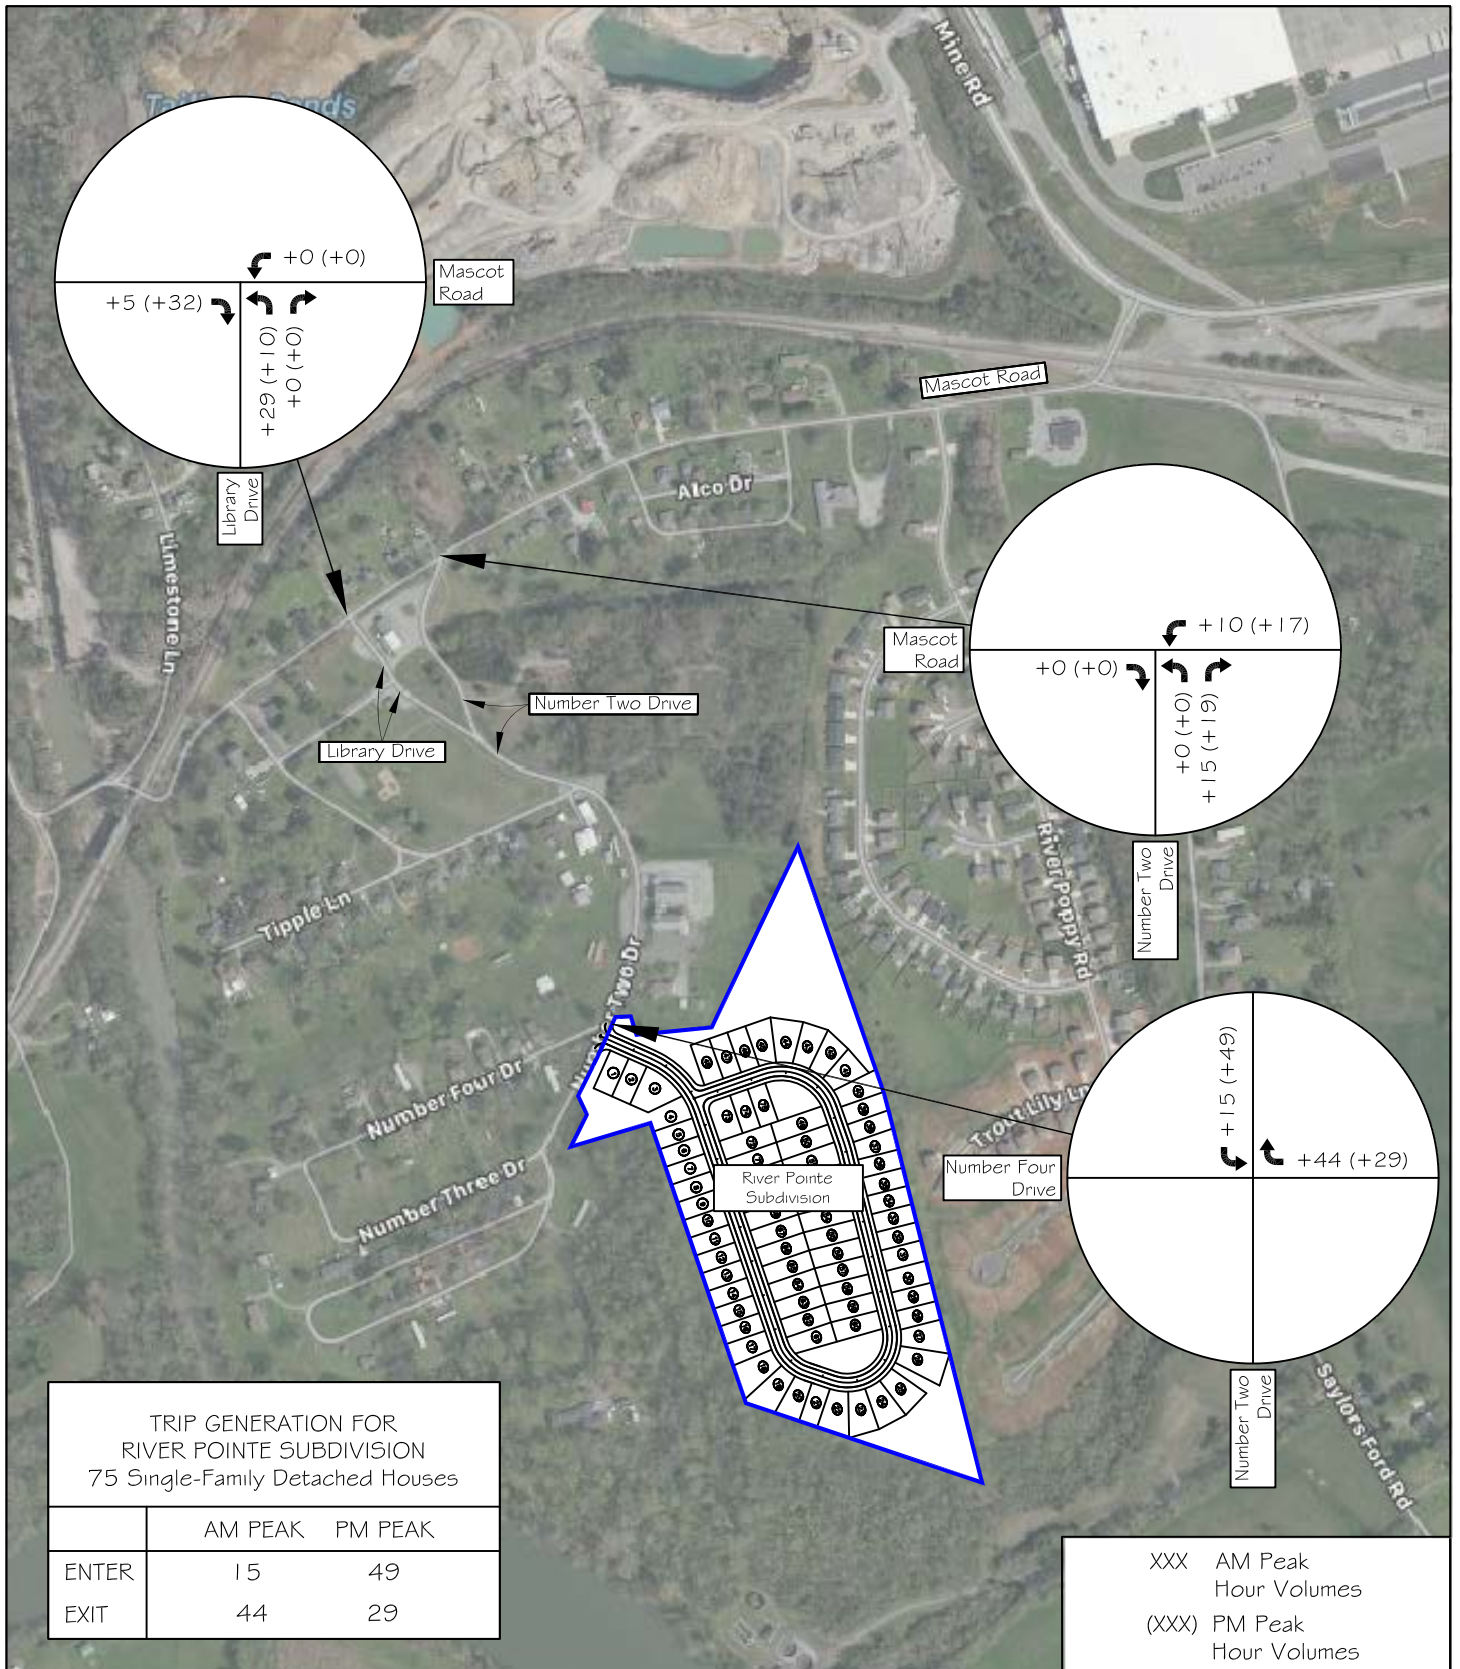 Tailings Ponds
Mine Rd
+0 (+0)
Mascot
Road
+5 (+32)
+29 (+10)
+0 (+0)
Library
Drive
Mascot Road
Alco Dr
Limestone Ln
+10 (+17)
Mascot
Road
+0 (+0)
+0 (+0)
+15 (+19)
Number Two
Drive
Number Two Drive
Library Drive
River Poppy Rd
Tipple Ln
Number Two Dr
Number Four Dr
Trout Lily Ln
Number Three Dr
River Pointe
Subdivision
+15 (+49)
+44 (+29)
Number Four
Drive
Number Two
Drive
Saylors Ford Rd
TRIP GENERATION FOR
RIVER POINTE SUBDIVISION
75 Single-Family Detached Houses
AM PEAK PM PEAK
ENTER 15 49
EXIT 44 29
XXX AM Peak
Hour Volumes
(XXX) PM Peak
Hour Volumes